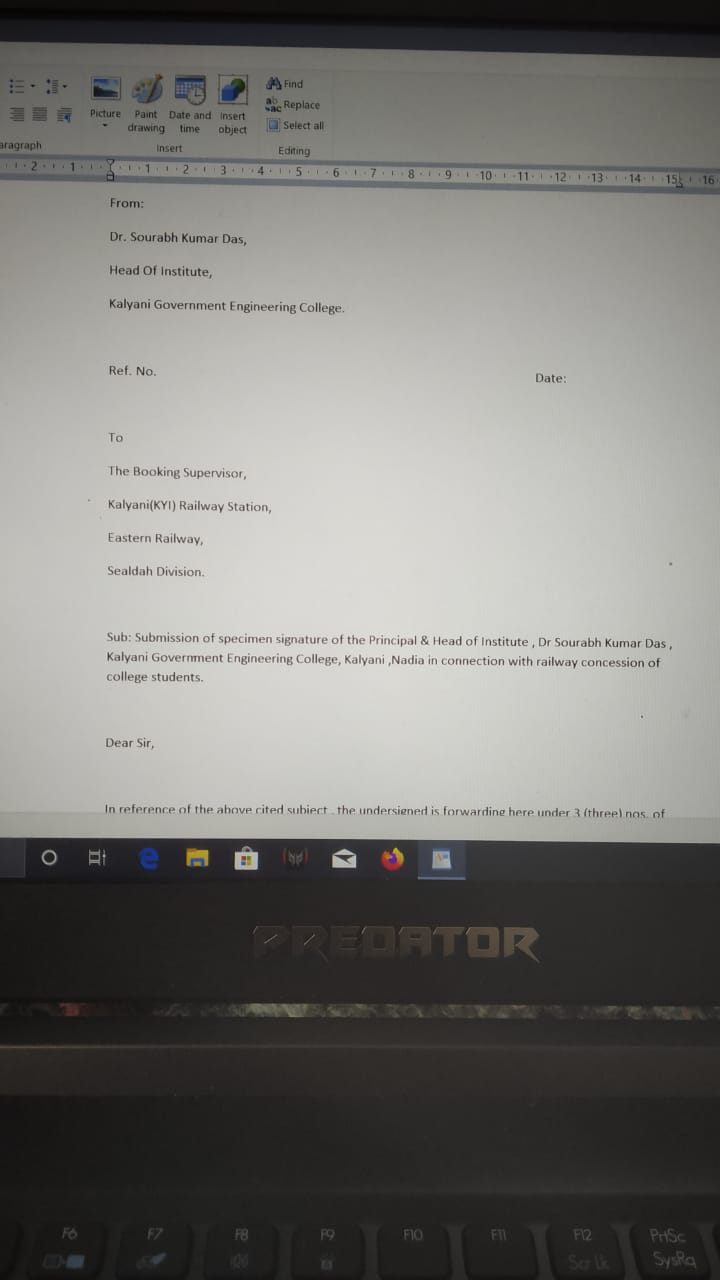 Find
Replace
Select all
Picture
Paint drawing
Date and time
Insert object
aragraph
Insert
Editing
2 1 1 2 3 4 5 6 7 8 9 10 11 12 13 14 15 16
From:
Dr. Sourabh Kumar Das,
Head Of Institute,
Kalyani Government Engineering College.
Ref. No.
Date:
To
The Booking Supervisor,
Kalyani(KYI) Railway Station,
Eastern Railway,
Sealdah Division.
Sub: Submission of specimen signature of the Principal & Head of Institute , Dr Sourabh Kumar Das ,
Kalyani Government Engineering College, Kalyani ,Nadia in connection with railway concession of
college students.
Dear Sir,
In reference of the above cited subject , the undersigned is forwarding here under 3 (three) nos. of
PREDATOR
F6 F7 F8 F9 F10 F11 F12 PrtSc
Scr Lk SysRq